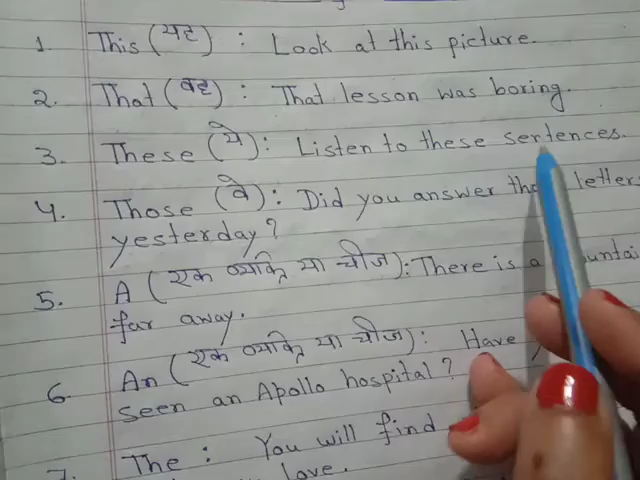 1. This (यह) : Look at this picture.
2. That (वह) : That lesson was boring.
3. These (ये) : Listen to these sentences.
4. Those (वे) : Did you answer letter
yesterday?
5. A (एक व्यक्ति या चीज) : There is a
far away.
6. An (एक व्यक्ति या चीज) : Have
seen an Apollo hospital?
7. The : You will find
love.